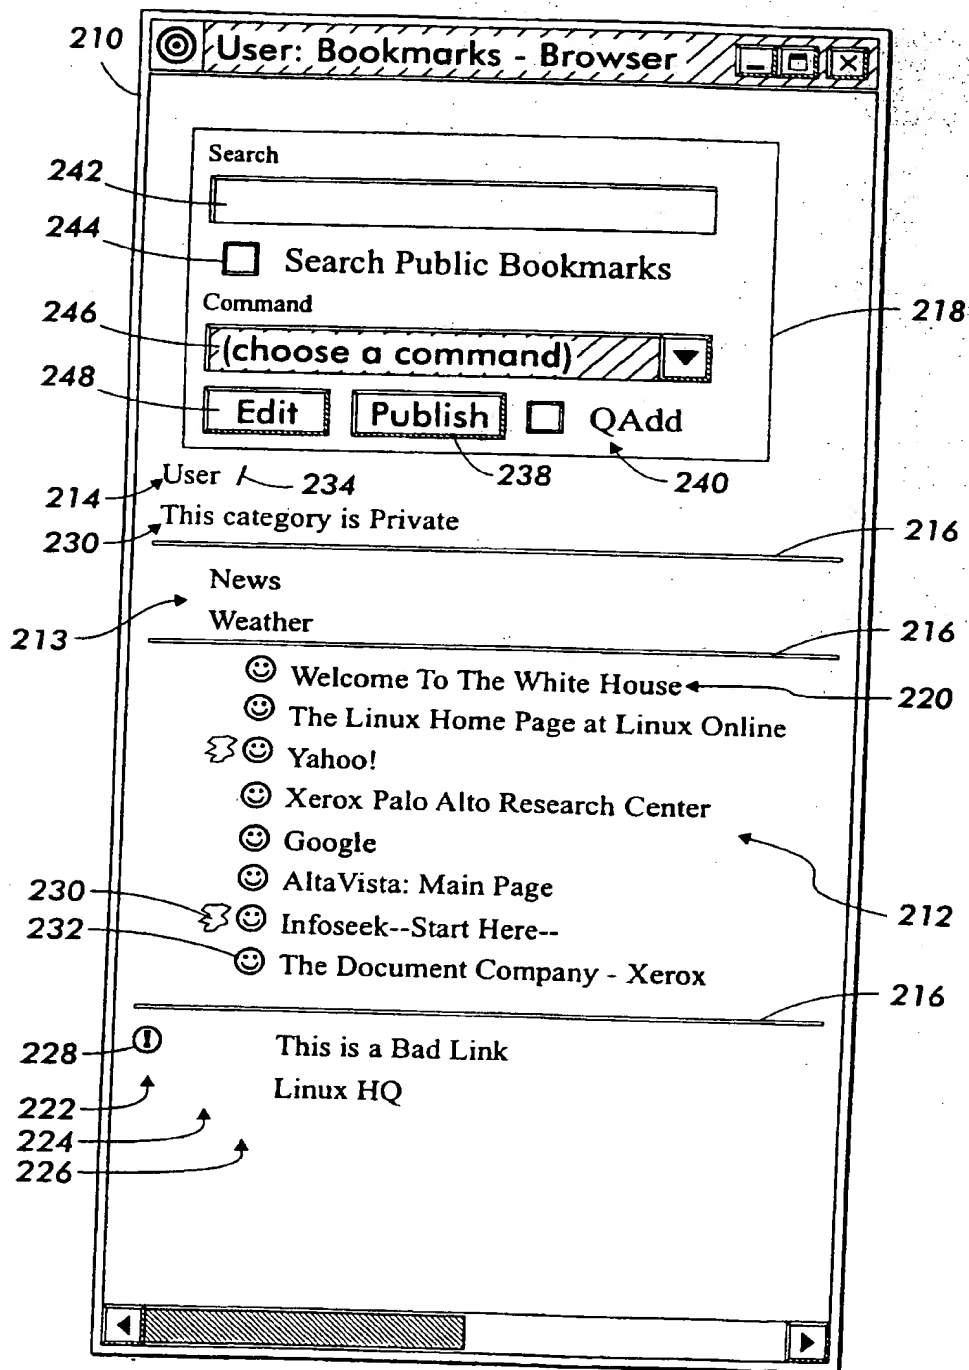 210
User: Bookmarks - Browser
Search
242
244
Search Public Bookmarks
Command
246
(choose a command)
218
248
Edit Publish QAdd
238
240
214
User / 234
230
This category is Private
216
News
213
Weather
216
Welcome To The White House
220
The Linux Home Page at Linux Online
Yahoo!
Xerox Palo Alto Research Center
Google
AltaVista: Main Page
212
230
Infoseek--Start Here--
232
The Document Company - Xerox
216
228
! This is a Bad Link
222
Linux HQ
224
226